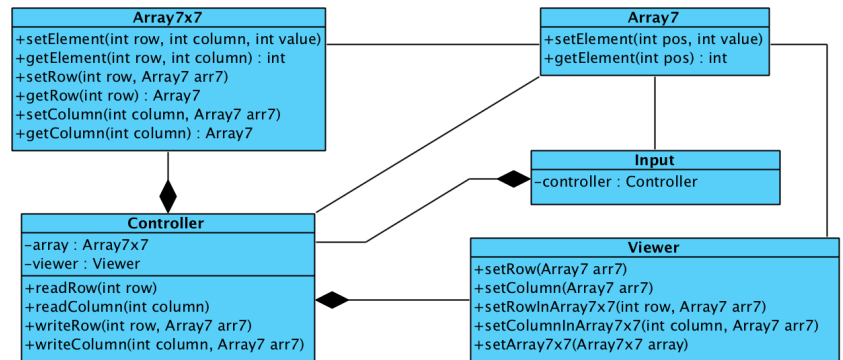 Array7x7
+setElement(int row, int column, int value)
+getElement(int row, int column) : int
+setRow(int row, Array7 arr7)
+getRow(int row) : Array7
+setColumn(int column, Array7 arr7)
+getColumn(int column) : Array7
Array7
+setElement(int pos, int value)
+getElement(int pos) : int
Input
-controller : Controller
Controller
-array : Array7x7
-viewer : Viewer
+readRow(int row)
+readColumn(int column)
+writeRow(int row, Array7 arr7)
+writeColumn(int column, Array7 arr7)
Viewer
+setRow(Array7 arr7)
+setColumn(Array7 arr7)
+setRowInArray7x7(int row, Array7 arr7)
+setColumnInArray7x7(int column, Array7 arr7)
+setArray7x7(Array7x7 array)